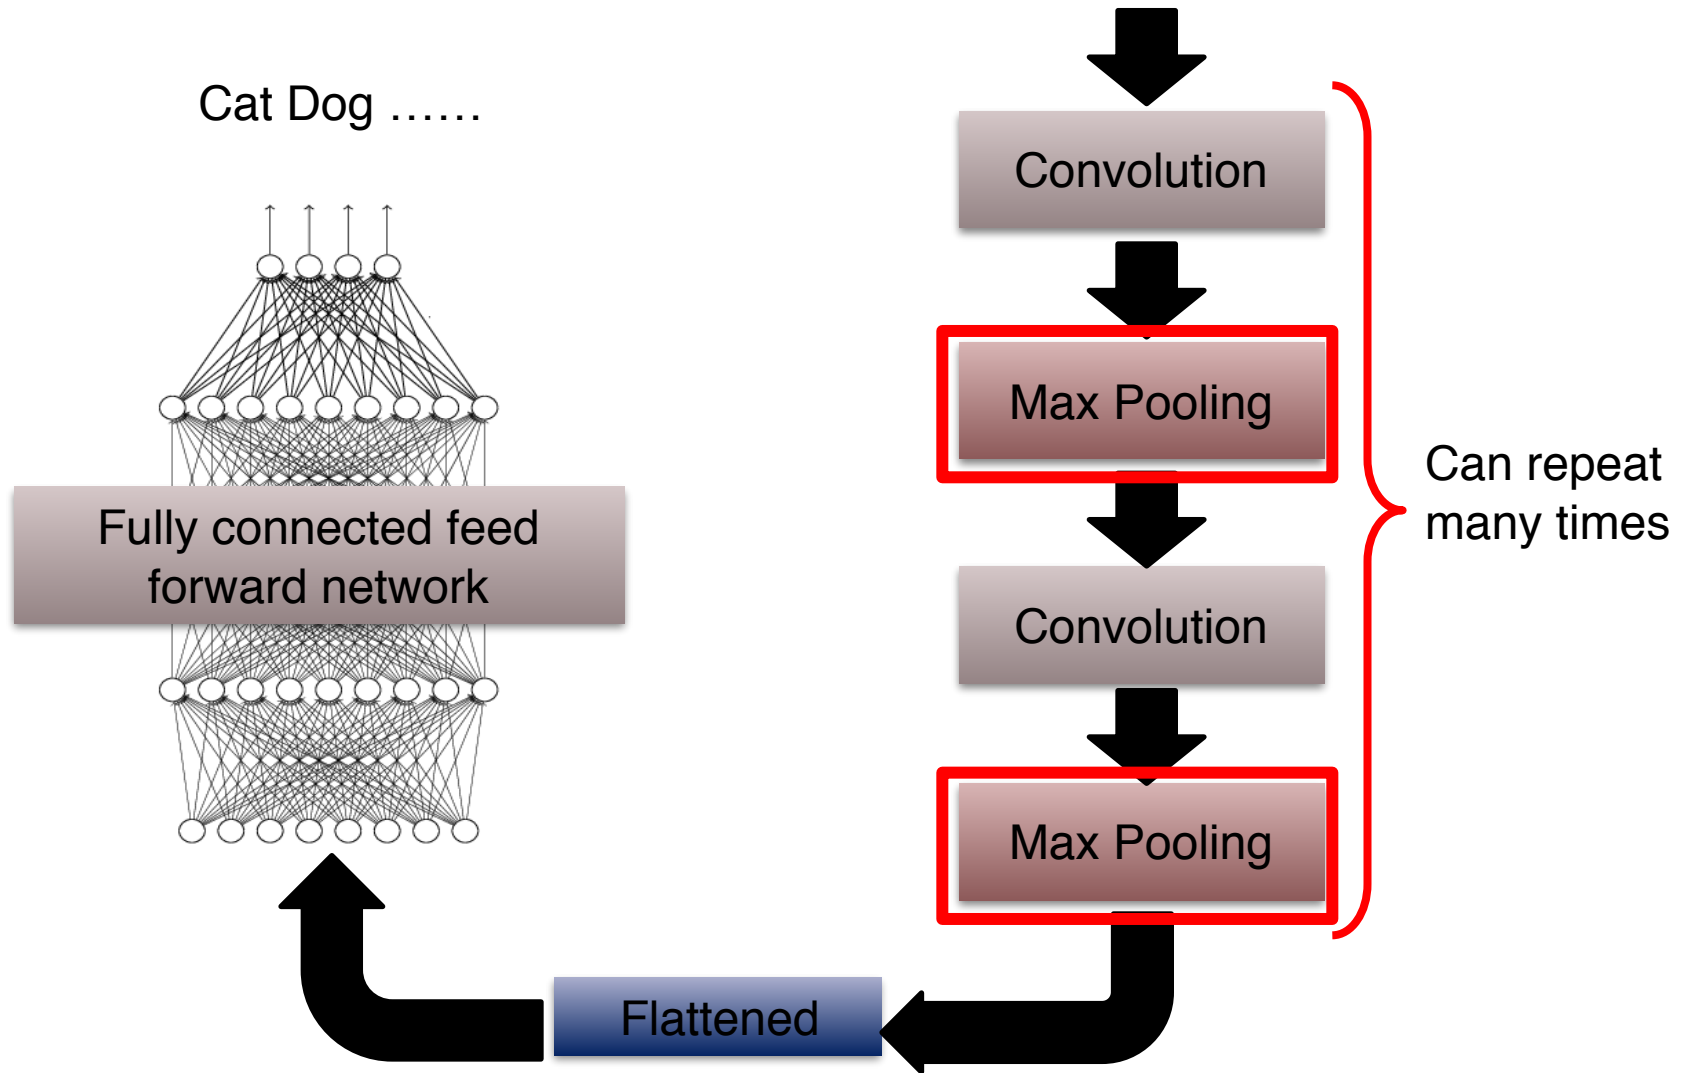 Cat Dog ……
Convolution
Max Pooling
Can repeat
many times
Convolution
Max Pooling
Flattened
Fully connected feed
forward network